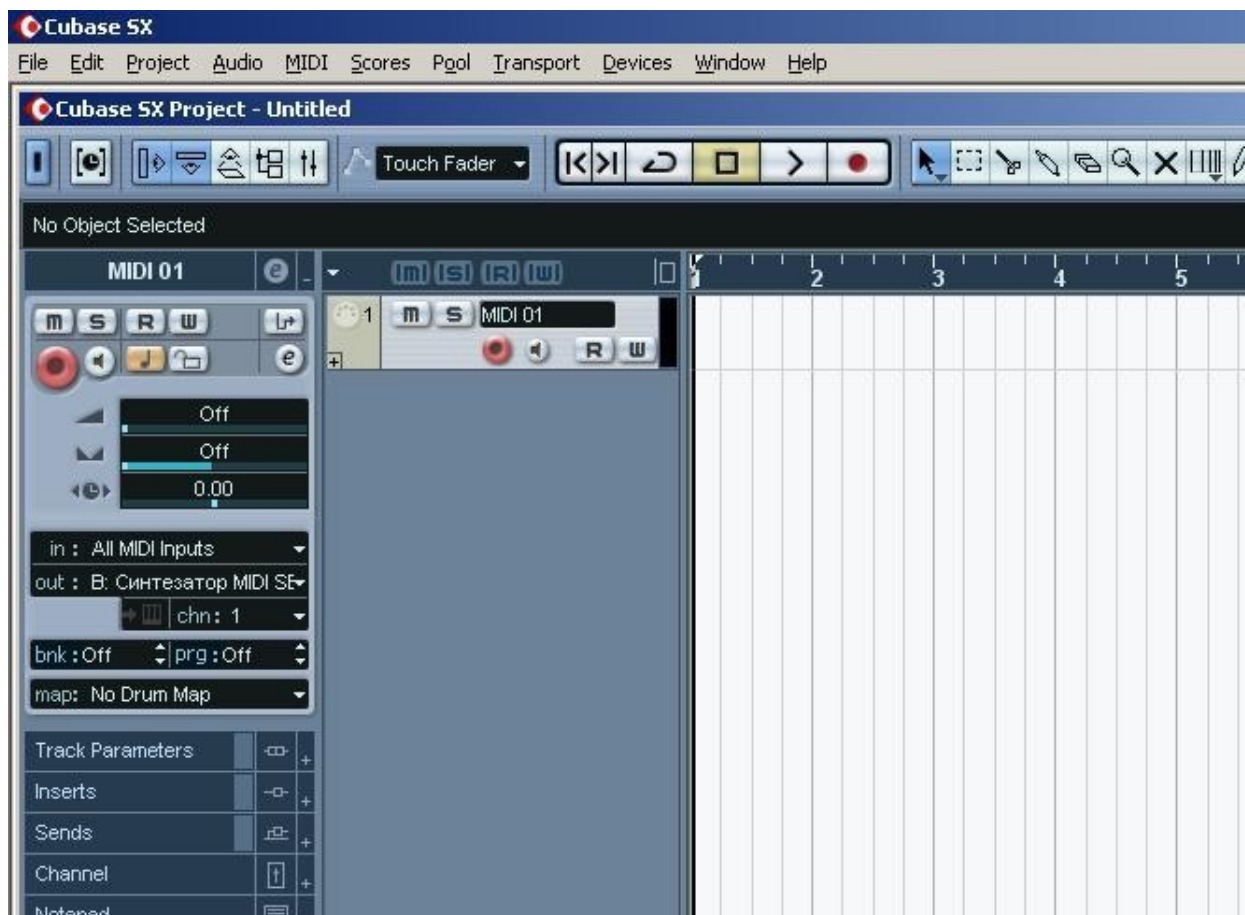 Cubase SX
File Edit Project Audio MIDI Scores Pool Transport Devices Window Help
Cubase SX Project - Untitled
Touch Fader
No Object Selected
MIDI 01 e - m S R W 1 2 3 4 5
m S R W
1 m S MIDI 01
R W
e
Off
Off
0.00
in : All MIDI Inputs
out : B: Синтезатор MIDI SE
chn: 1
bnk :Off prg :Off
map: No Drum Map
Track Parameters
Inserts
Sends
Channel
Notepad